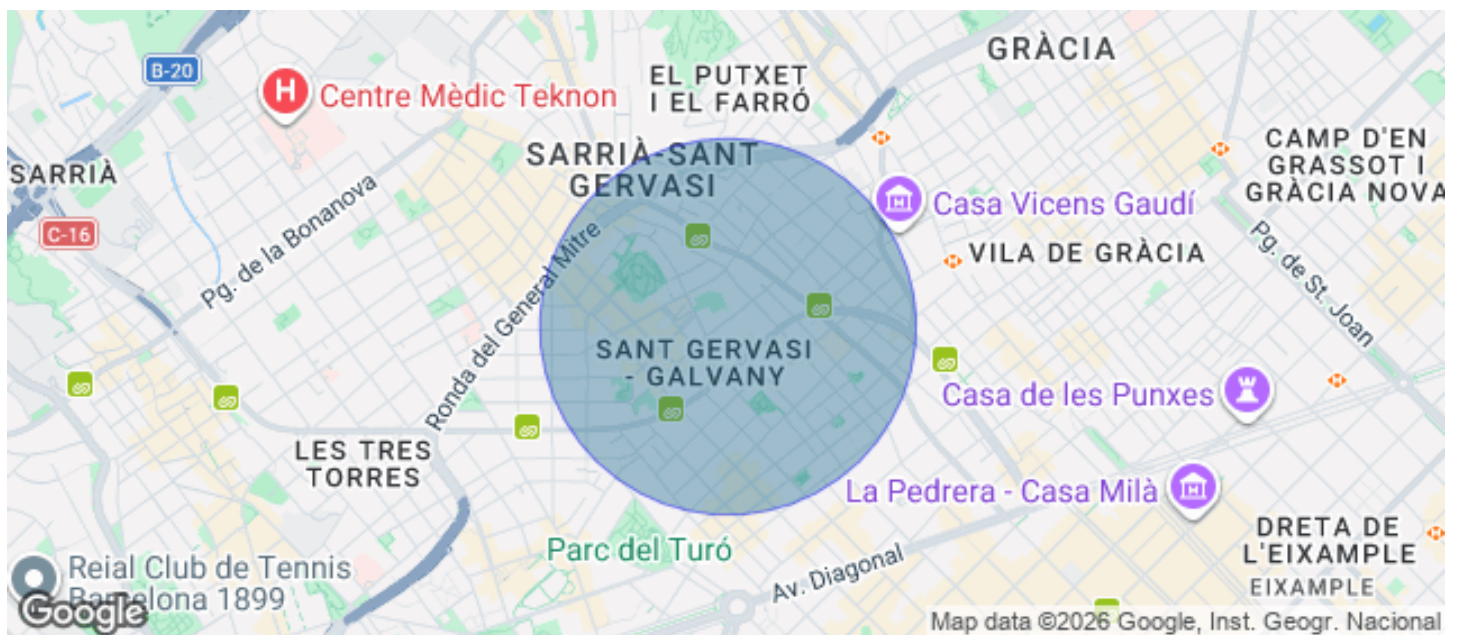 GRÀCIA
B-20
EL PUTXET
I EL FARRÓ
H
Centre Mèdic Teknon
CAMP D'EN
GRASSOT I
GRÀCIA NOVA
SARRIÀ
SARRIÀ-SANT
GERVASI
Casa Vicens Gaudí
C-16
Pg. de la Bonanova
Ronda del General Mitre
VILA DE GRÀCIA
Pg. de St. Joan
SANT GERVASI
- GALVANY
Casa de les Punxes
LES TRES
TORRES
La Pedrera - Casa Milà
Parc del Turó
Av. Diagonal
DRETA DE
L'EIXAMPLE
EIXAMPLE
Reial Club de Tennis
Barcelona 1899
Google
Map data ©2026 Google, Inst. Geogr. Nacional